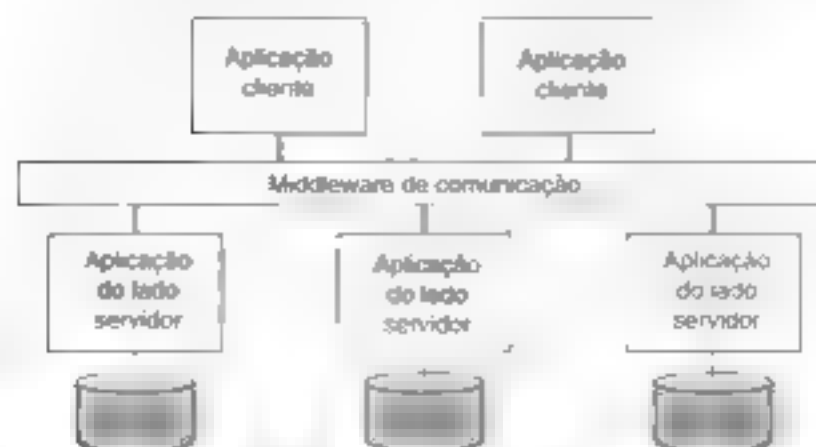 Aplicação
cliente
Aplicação
cliente
Middleware de comunicação
Aplicação
do lado
servidor
Aplicação
do lado
servidor
Aplicação
do lado
servidor